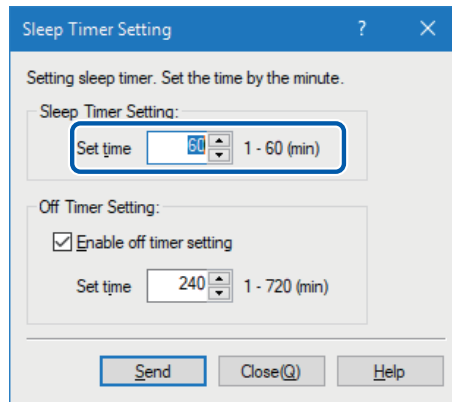 Sleep Timer Setting ? ×
Setting sleep timer. Set the time by the minute.
Sleep Timer Setting:
Set time 60 1 - 60 (min)
Off Timer Setting:
Enable off timer setting
Set time 240 1 - 720 (min)
Send Close(Q) Help